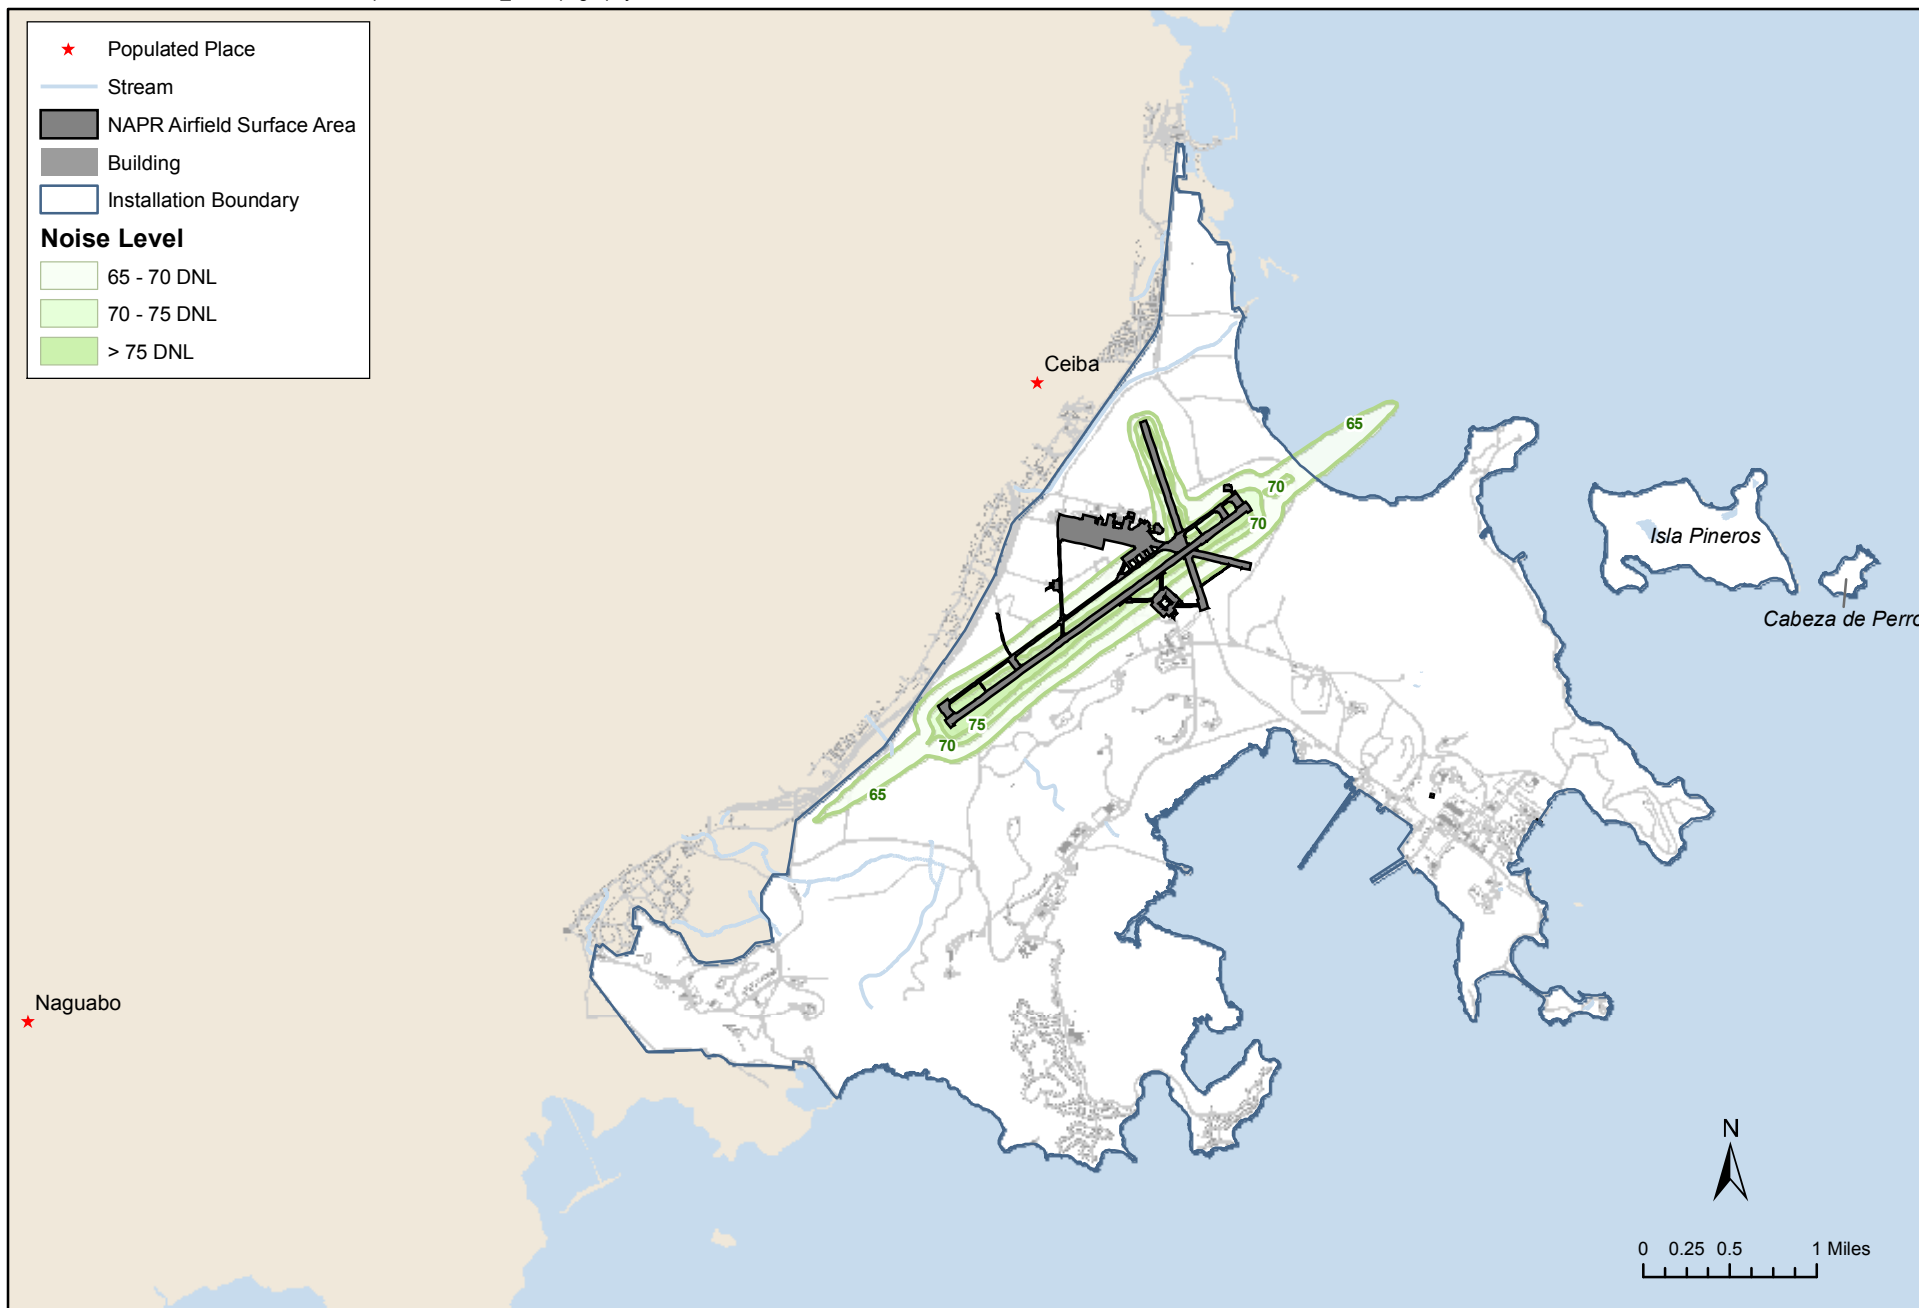 Populated Place
Stream
NAPR Airfield Surface Area
Building
Installation Boundary
Noise Level
65 - 70 DNL
70 - 75 DNL
> 75 DNL
Ceiba
65
70
70
Isla Pineros
Cabeza de Perro
75
70
65
Naguabo
N
0 0.25 0.5 1 Miles